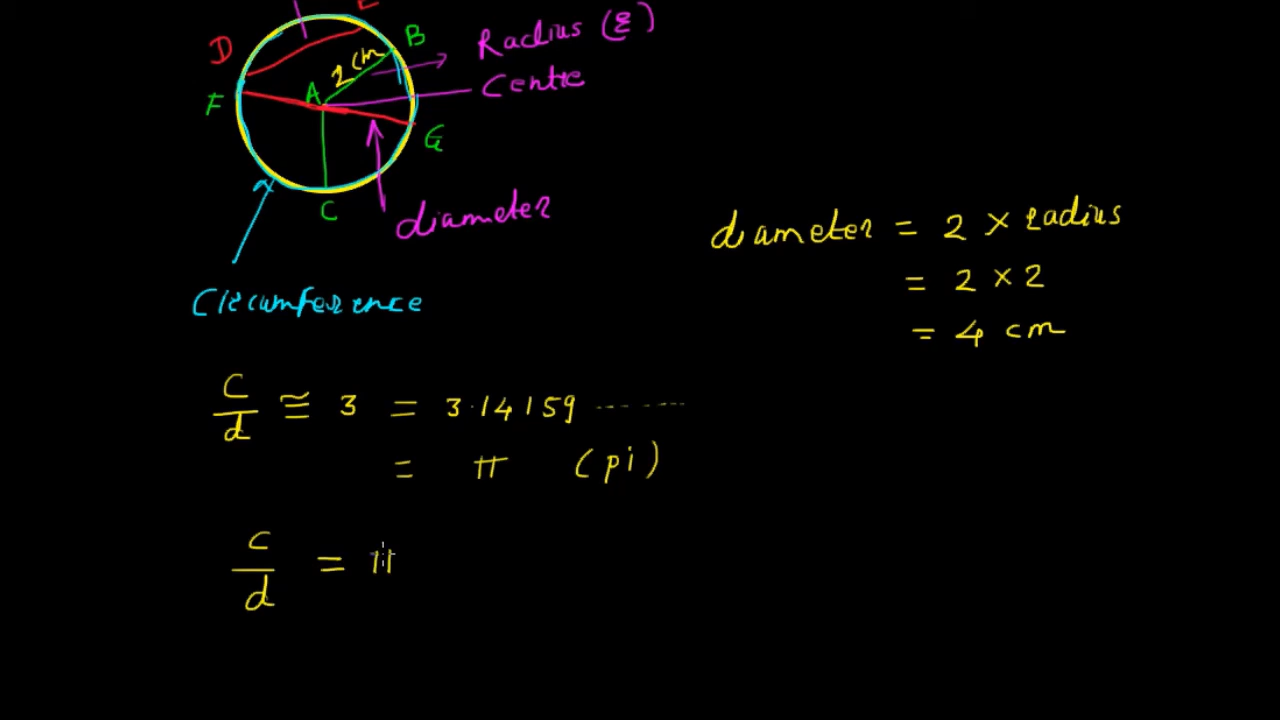 D
B
Radius (r)
2 cm
A
Centre
F
G
C
diameter
diameter = 2 × radius
= 2 × 2
= 4 cm
Circumference
C/d ≅ 3 = 3.14159 --------
= π (pi)
c/d = π